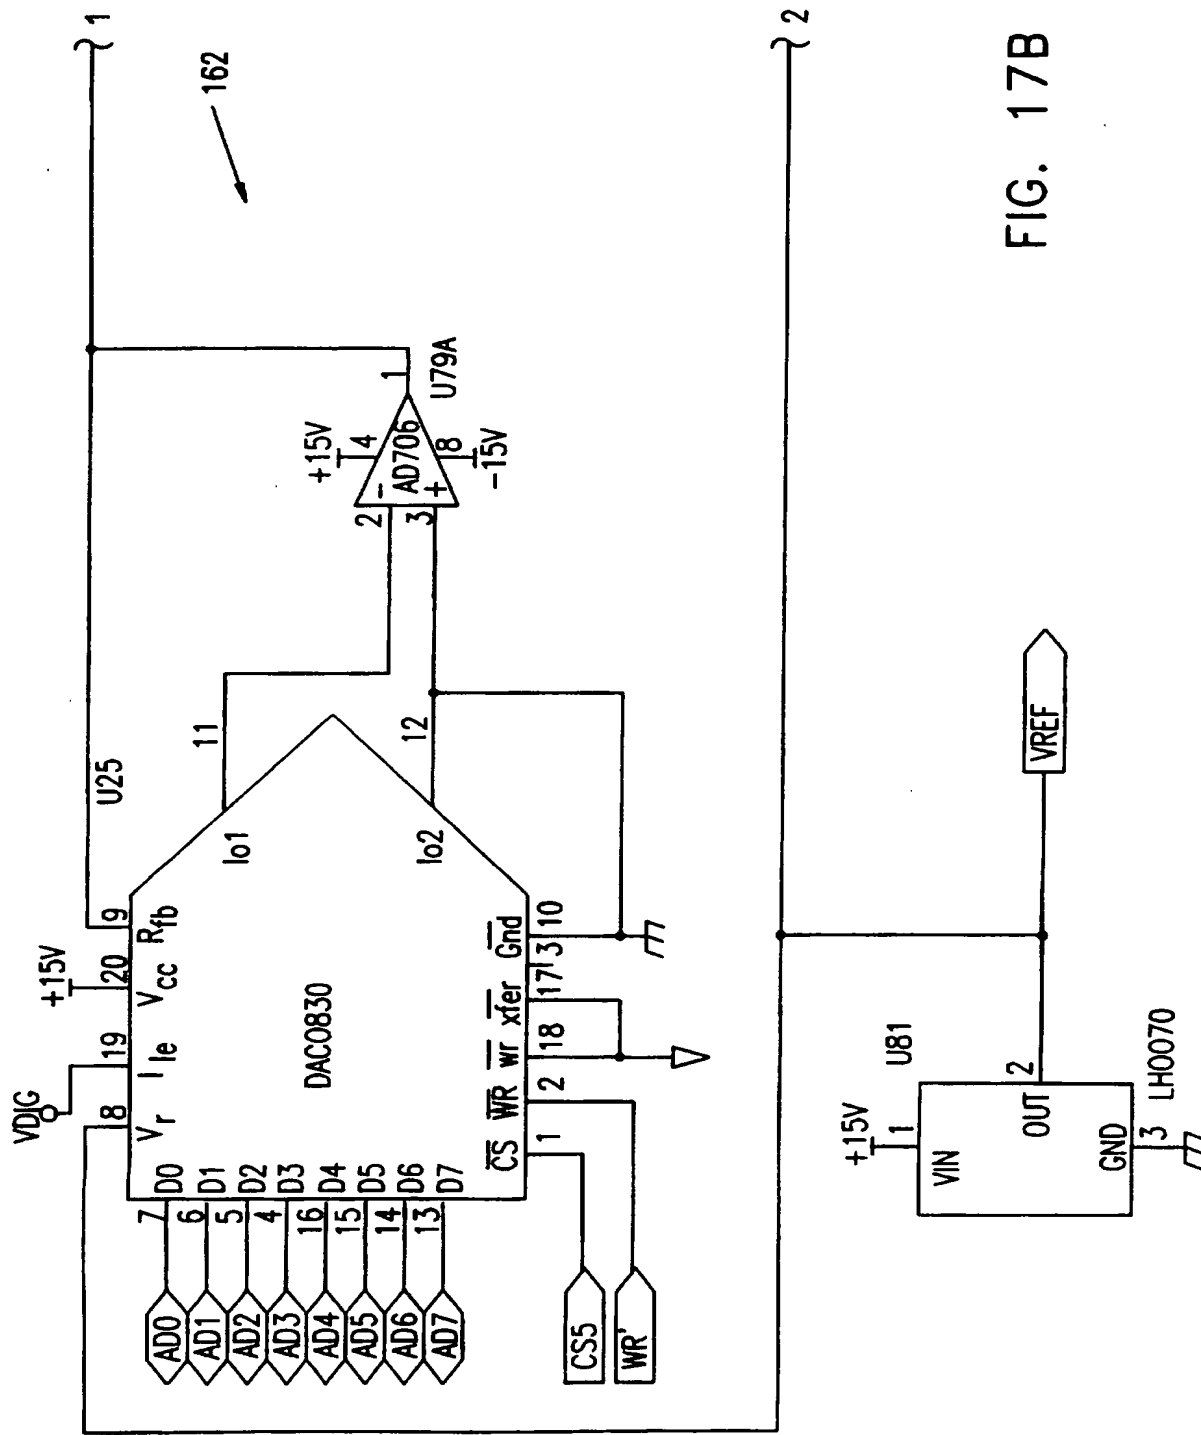 1
162
VDIG
+15V
8
19
20
9
U25
Vr
Ile
Vcc
Rfb
AD0 7 D0
AD1 6 D1
AD2 5 D2
AD3 4 D3
AD4 16 D4
AD5 15 D5
AD6 14 D6
AD7 13 D7
DAC0830
Io1
11
Io2
12
CS
WR
wr
xfer
Gnd
1
2
18
17
3
10
CS5
WR'
+15V
4
2
-
AD706
1
3
+
8
U79A
-15V
2
+15V
1
U81
VIN
OUT
2
GND
3
LH0070
VREF
FIG. 17B